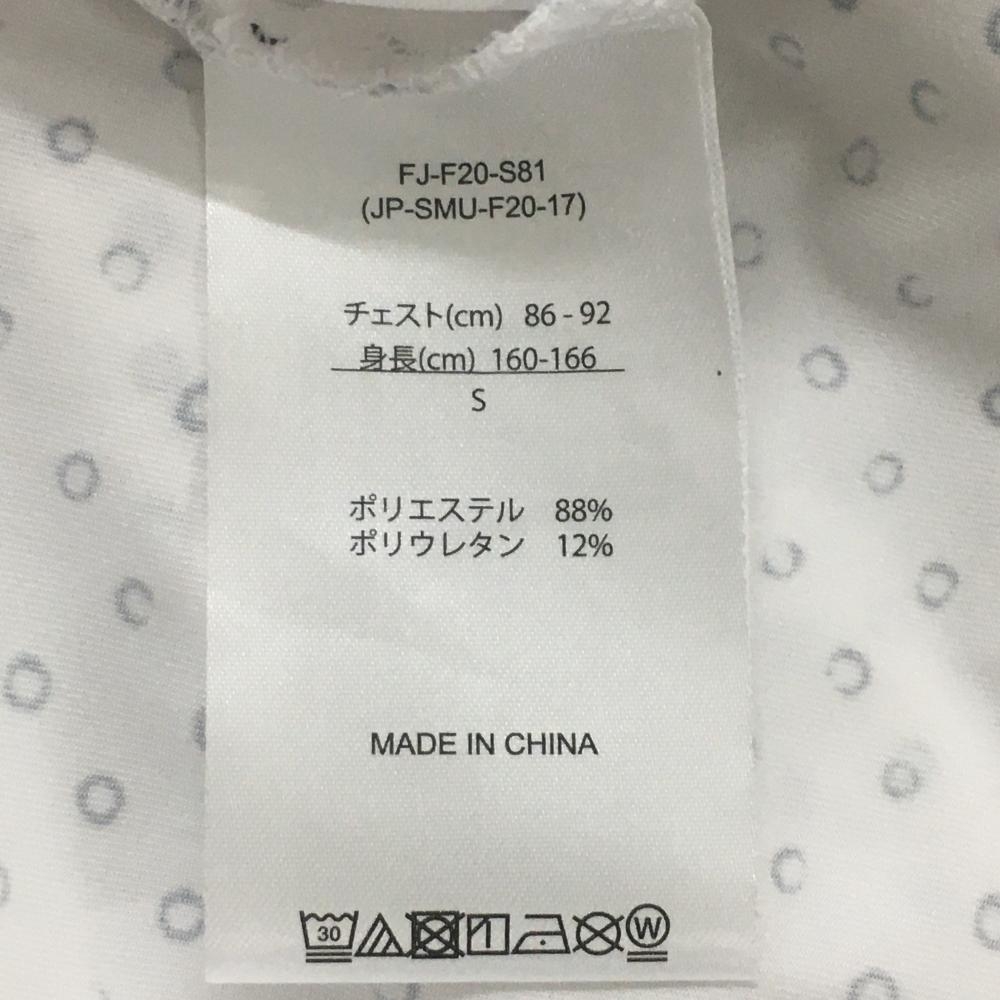 FJ-F20-S81
(JP-SMU-F20-17)
チェスト(cm) 86 - 92
身長(cm) 160-166
S
ポリエステル 88%
ポリウレタン 12%
MADE IN CHINA
30 W